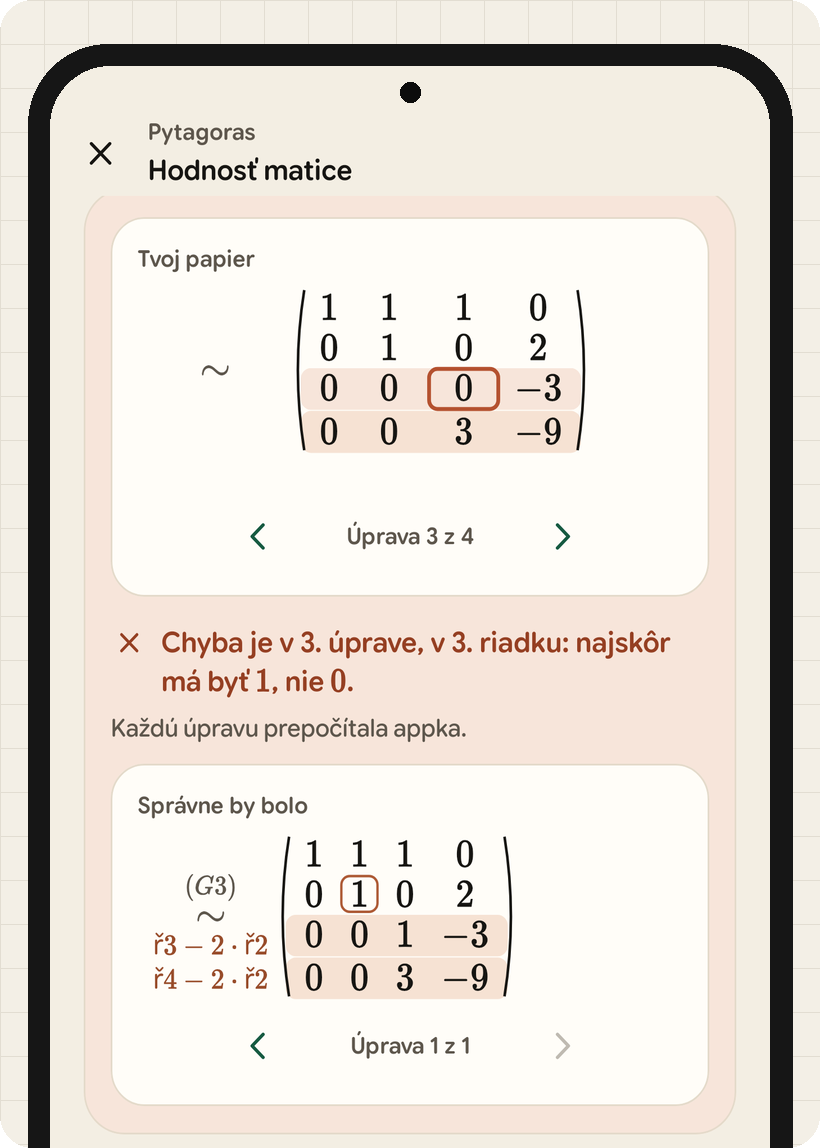 Pytagoras
Hodnosť matice
Tvoj papier
1 1 1 0
0 1 0 2
∼
0 0 0 −3
0 0 3 −9
Úprava 3 z 4
Chyba je v 3. úprave, v 3. riadku: najskôr
má byť 1, nie 0.
Každú úpravu prepočítala appka.
Správne by bolo
1 1 1 0
(G3)
0 1 0 2
∼
ř3 − 2 · ř2
0 0 1 −3
ř4 − 2 · ř2
0 0 3 −9
Úprava 1 z 1